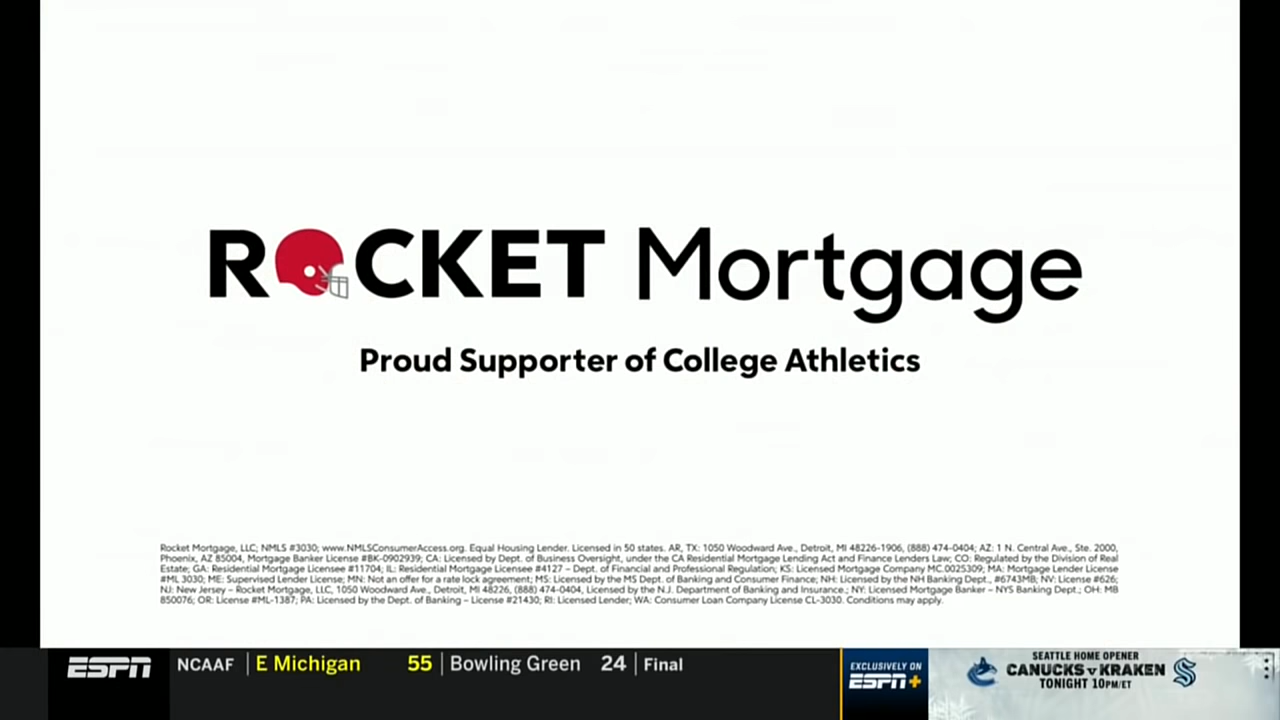 ROCKET Mortgage
Proud Supporter of College Athletics
Rocket Mortgage, LLC; NMLS #3030; www.NMLSConsumerAccess.org. Equal Housing Lender. Licensed in 50 states. AR, TX: 1050 Woodward Ave., Detroit, MI 48226-1906, (888) 474-0404; AZ: 1 N. Central Ave., Ste. 2000,
Phoenix, AZ 85004, Mortgage Banker License #BK-0902939; CA: Licensed by Dept. of Business Oversight, under the CA Residential Mortgage Lending Act and Finance Lenders Law; CO: Regulated by the Division of Real
Estate; GA: Residential Mortgage Licensee #11704; IL: Residential Mortgage Licensee #4127 – Dept. of Financial and Professional Regulation; KS: Licensed Mortgage Company MC.0025309; MA: Mortgage Lender License
#ML 3030; ME: Supervised Lender License; MN: Not an offer for a rate lock agreement; MS: Licensed by the MS Dept. of Banking and Consumer Finance; NH: Licensed by the NH Banking Dept., #6743MB; NV: License #626;
NJ: New Jersey – Rocket Mortgage, LLC, 1050 Woodward Ave., Detroit, MI 48226, (888) 474-0404, Licensed by the N.J. Department of Banking and Insurance.; NY: Licensed Mortgage Banker – NYS Banking Dept.; OH: MB
850076; OR: License #ML-1387; PA: Licensed by the Dept. of Banking – License #21430; RI: Licensed Lender; WA: Consumer Loan Company License CL-3030. Conditions may apply.
ESPN NCAAF E Michigan 55 Bowling Green 24 Final
EXCLUSIVELY ON
ESPN+
SEATTLE HOME OPENER
CANUCKS v KRAKEN
TONIGHT 10PM/ET